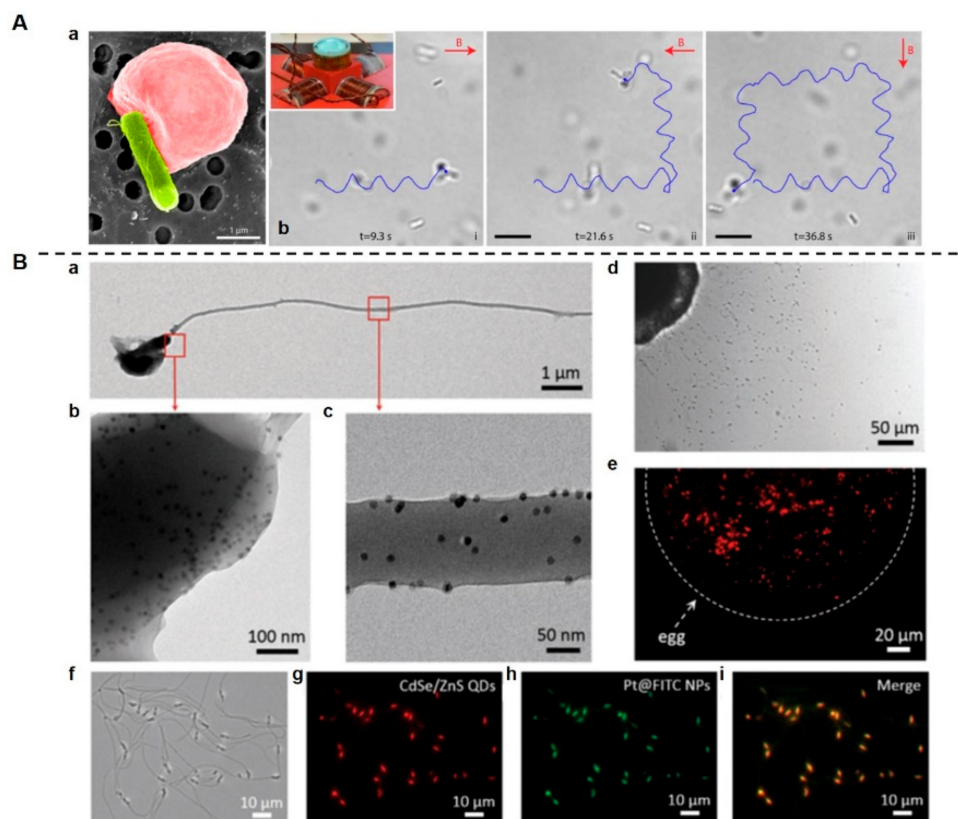 A
a
1 µm
B
B
B
b
t=9.3 s
i
t=21.6 s
ii
t=36.8 s
iii
B
a
1 µm
d
50 µm
b
100 nm
c
50 nm
e
egg
20 µm
f
10 µm
g
CdSe/ZnS QDs
10 µm
h
Pt@FITC NPs
10 µm
i
Merge
10 µm